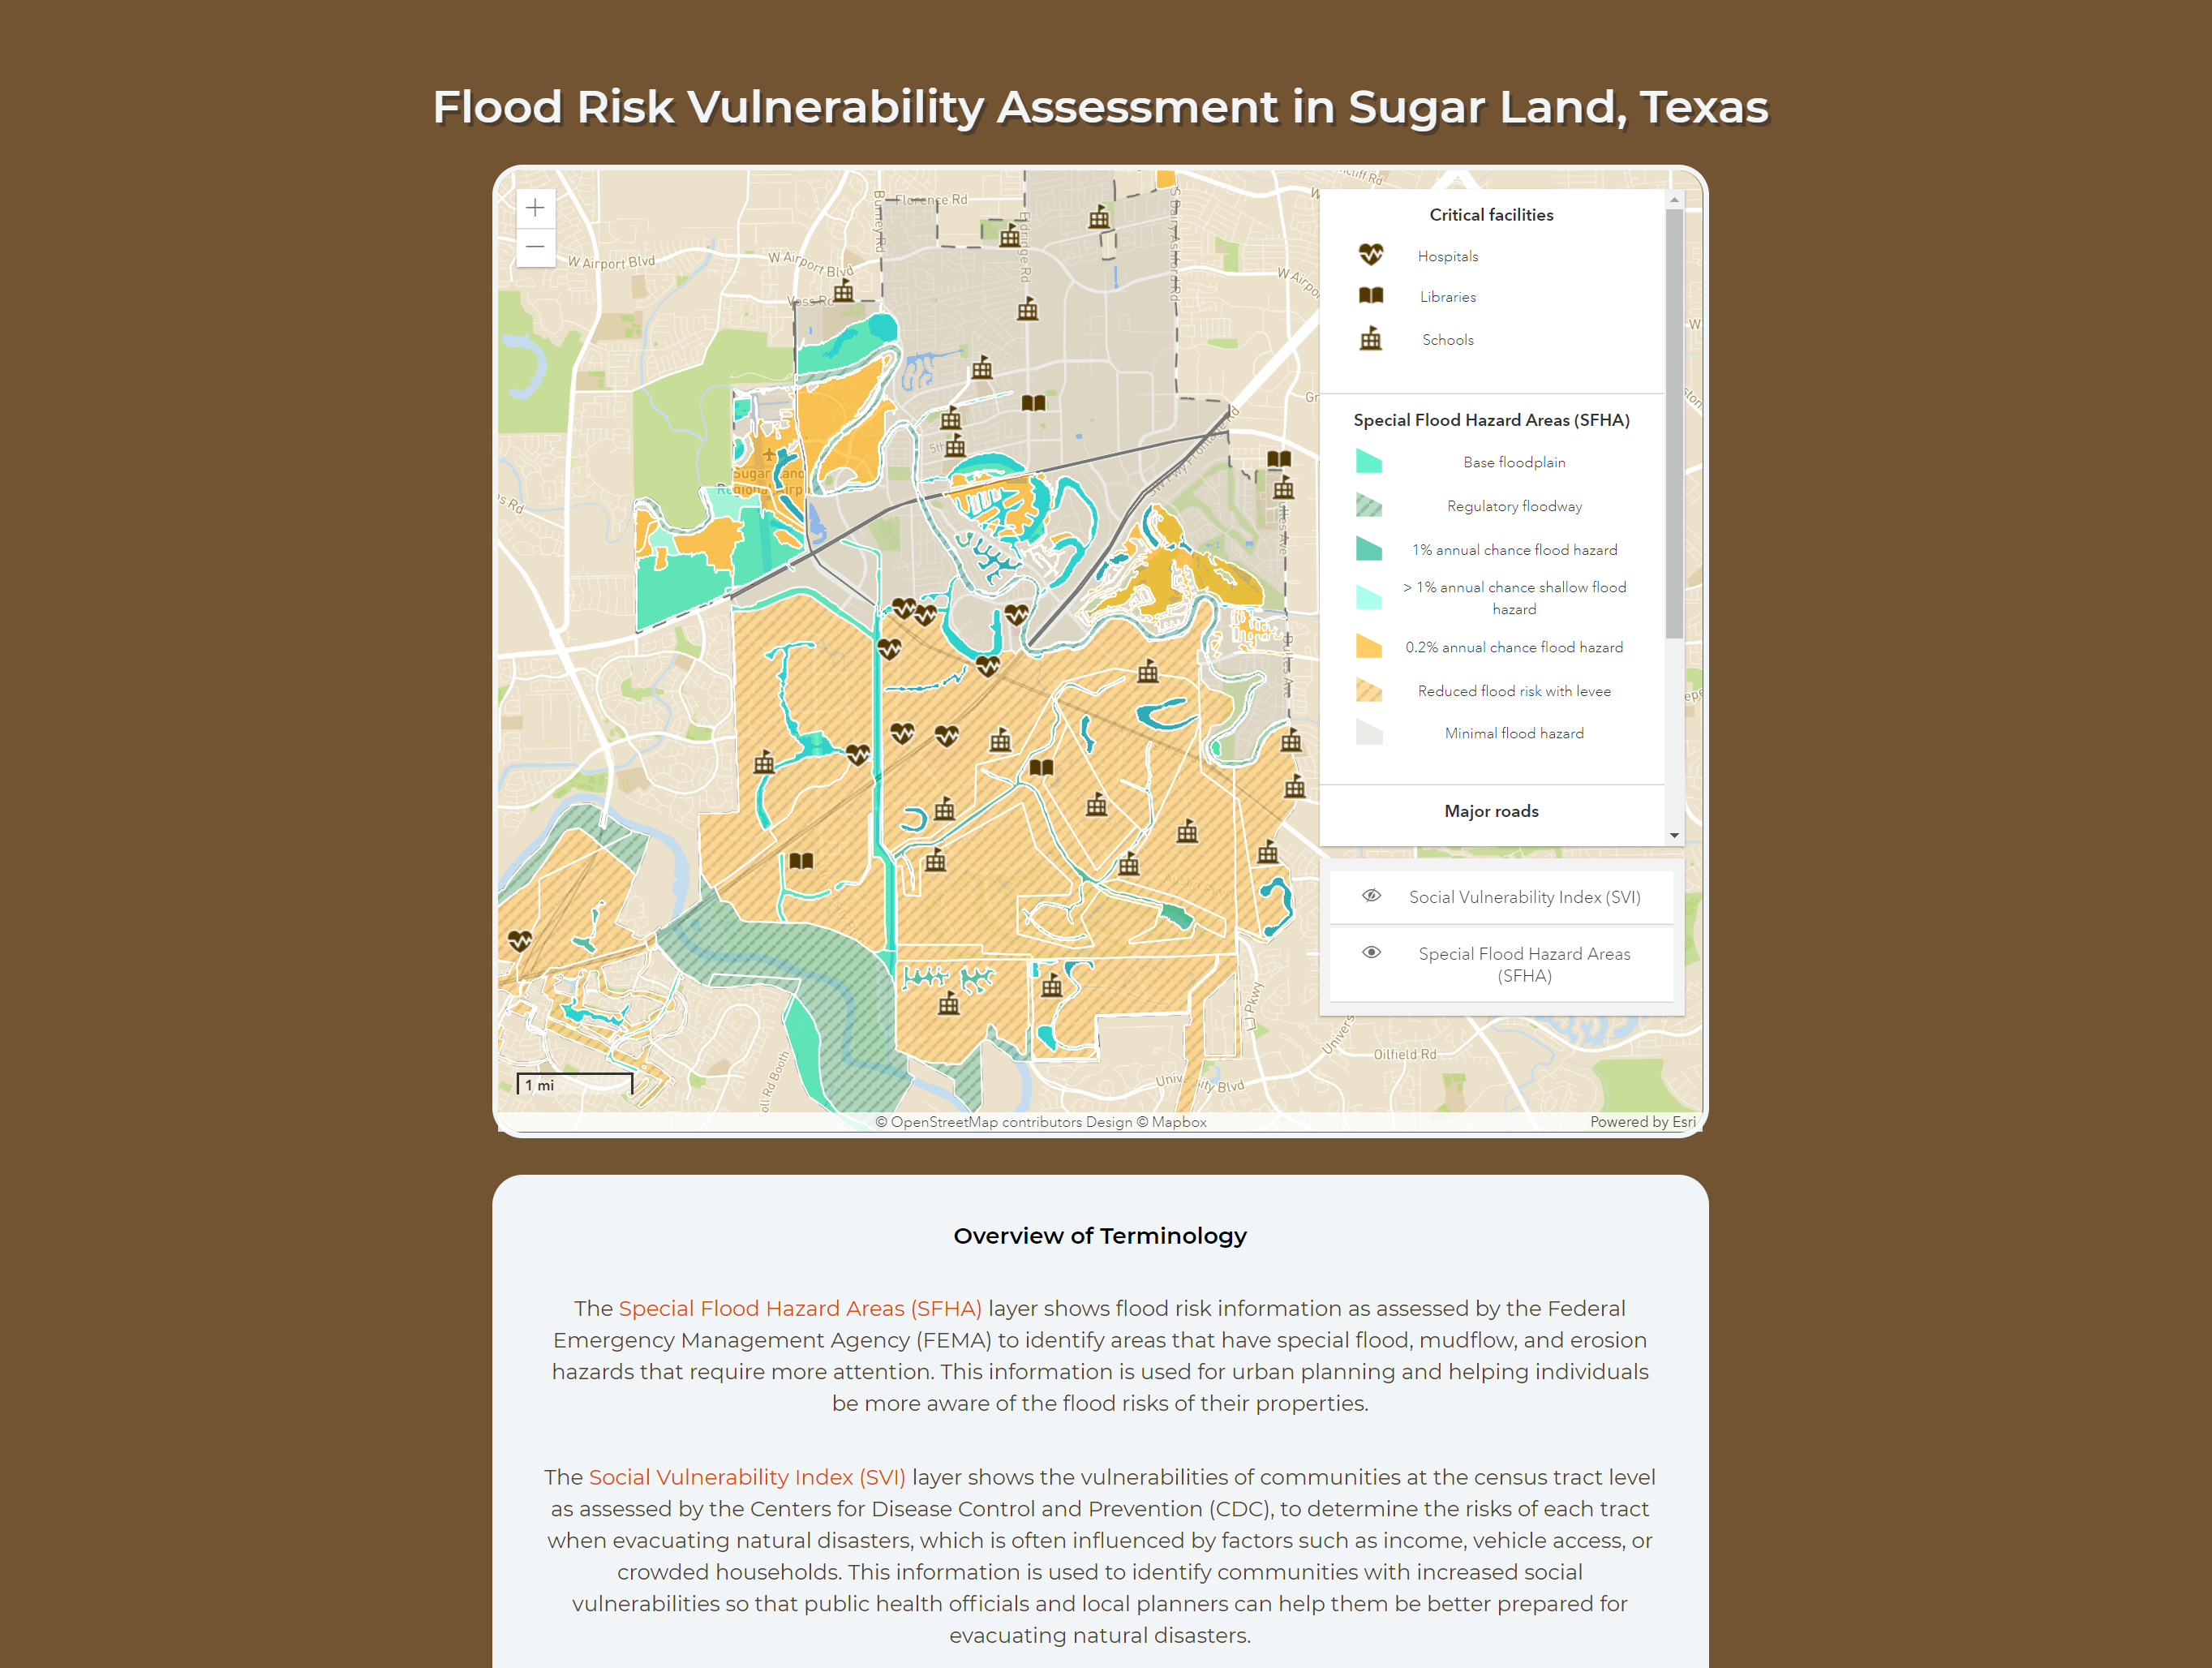 Flood Risk Vulnerability Assessment in Sugar Land, Texas
Florence Rd
Burney Rd
Eldridge Rd
S Dairy Ashford Rd
W Airport Blvd
W Airport Blvd
Voss Rd
Sugar Land
Regional Airpo
5th
Dulles Ave
LJ Pkwy
Oilfield Rd
University Blvd
oll Rd Booth
1 mi
© OpenStreetMap contributors Design © Mapbox
Powered by Esri
Critical facilities
Hospitals
Libraries
Schools
Special Flood Hazard Areas (SFHA)
Base floodplain
Regulatory floodway
1% annual chance flood hazard
> 1% annual chance shallow flood
hazard
0.2% annual chance flood hazard
Reduced flood risk with levee
Minimal flood hazard
Major roads
Social Vulnerability Index (SVI)
Special Flood Hazard Areas
(SFHA)
Overview of Terminology
The Special Flood Hazard Areas (SFHA) layer shows flood risk information as assessed by the Federal
Emergency Management Agency (FEMA) to identify areas that have special flood, mudflow, and erosion
hazards that require more attention. This information is used for urban planning and helping individuals
be more aware of the flood risks of their properties.
The Social Vulnerability Index (SVI) layer shows the vulnerabilities of communities at the census tract level
as assessed by the Centers for Disease Control and Prevention (CDC), to determine the risks of each tract
when evacuating natural disasters, which is often influenced by factors such as income, vehicle access, or
crowded households. This information is used to identify communities with increased social
vulnerabilities so that public health officials and local planners can help them be better prepared for
evacuating natural disasters.